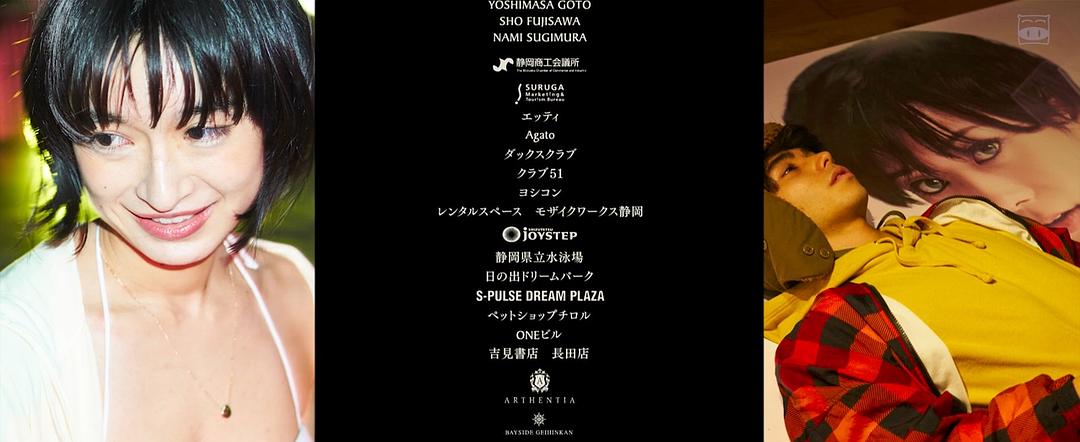 YOSHIMASA GOTO
SHO FUJISAWA
NAMI SUGIMURA
静岡商工会議所
The Shizuoka Chamber of Commerce and Industry
SURUGA
Marketing&
Tourism Bureau
エッティ
Agato
ダックスクラブ
クラブ51
ヨシコン
レンタルスペース　モザイクワークス静岡
SHIZUTETSU
JOYSTEP
静岡県立水泳場
日の出ドリームパーク
S-PULSE DREAM PLAZA
ペットショップチロル
ONEビル
吉見書店　長田店
ARTHENTIA
BAYSIDE GEIHINKAN